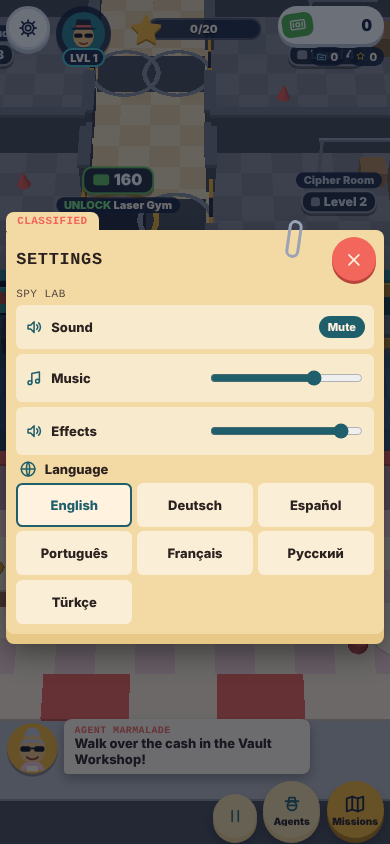 0/20
0
LVL 1
0
0
160
UNLOCK Laser Gym
Cipher Room
Level 2
CLASSIFIED
SETTINGS
SPY LAB
Sound
Mute
Music
Effects
Language
English
Deutsch
Español
Português
Français
Русский
Türkçe
AGENT MARMALADE
Walk over the cash in the Vault
Workshop!
Agents
Missions